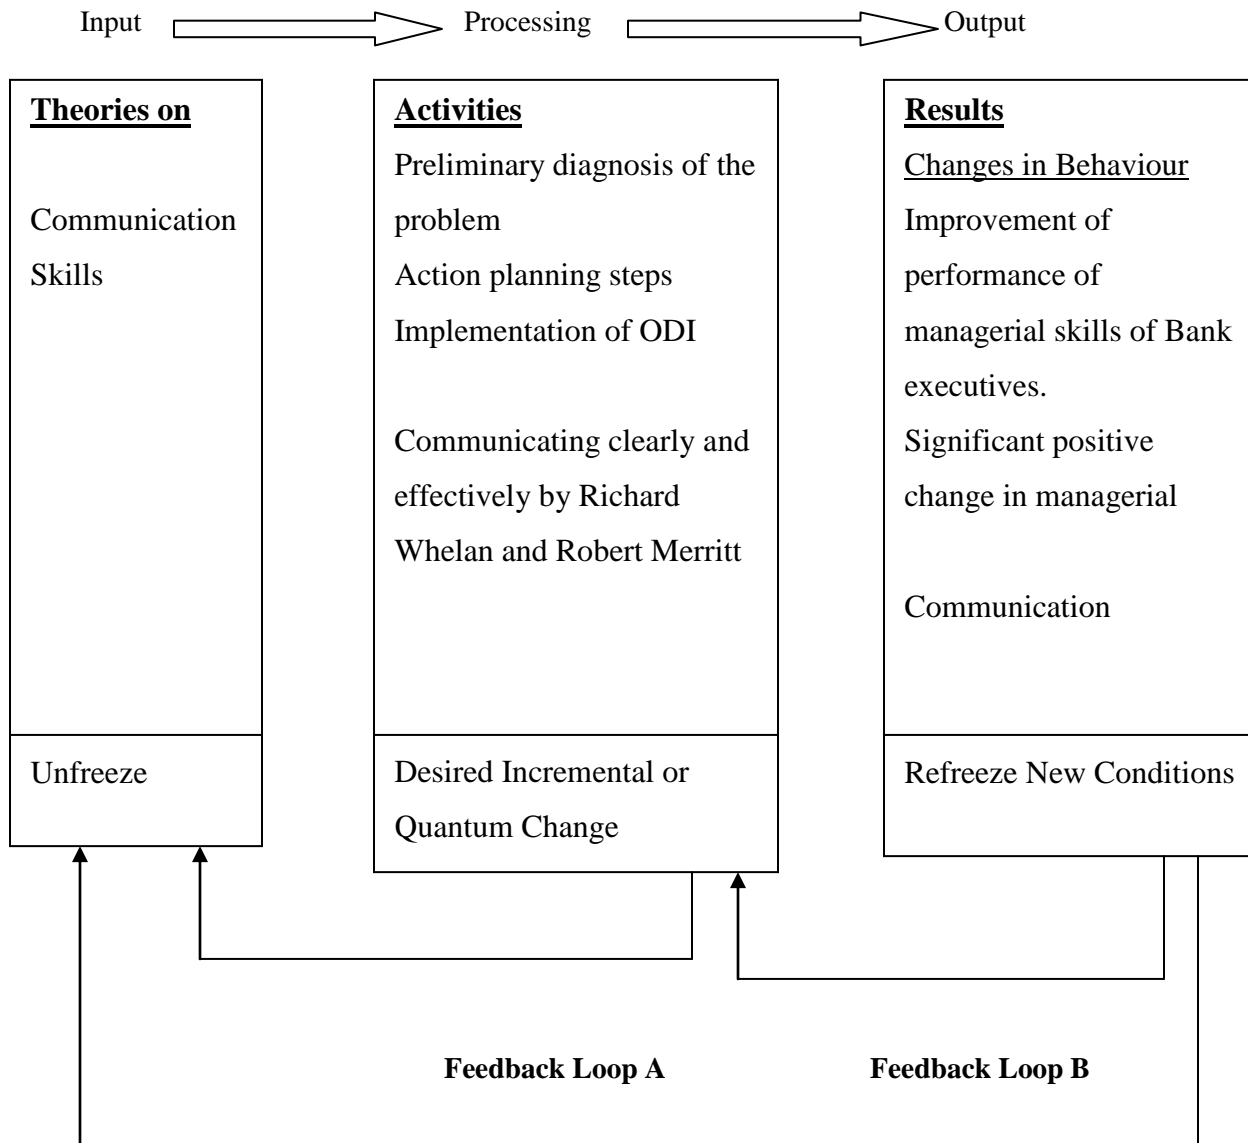 Input Processing Output
Theories on
Communication
Skills
Unfreeze
Activities
Preliminary diagnosis of the
problem
Action planning steps
Implementation of ODI
Communicating clearly and
effectively by Richard
Whelan and Robert Merritt
Desired Incremental or
Quantum Change
Results
Changes in Behaviour
Improvement of
performance of
managerial skills of Bank
executives.
Significant positive
change in managerial
Communication
Refreeze New Conditions
Feedback Loop A Feedback Loop B